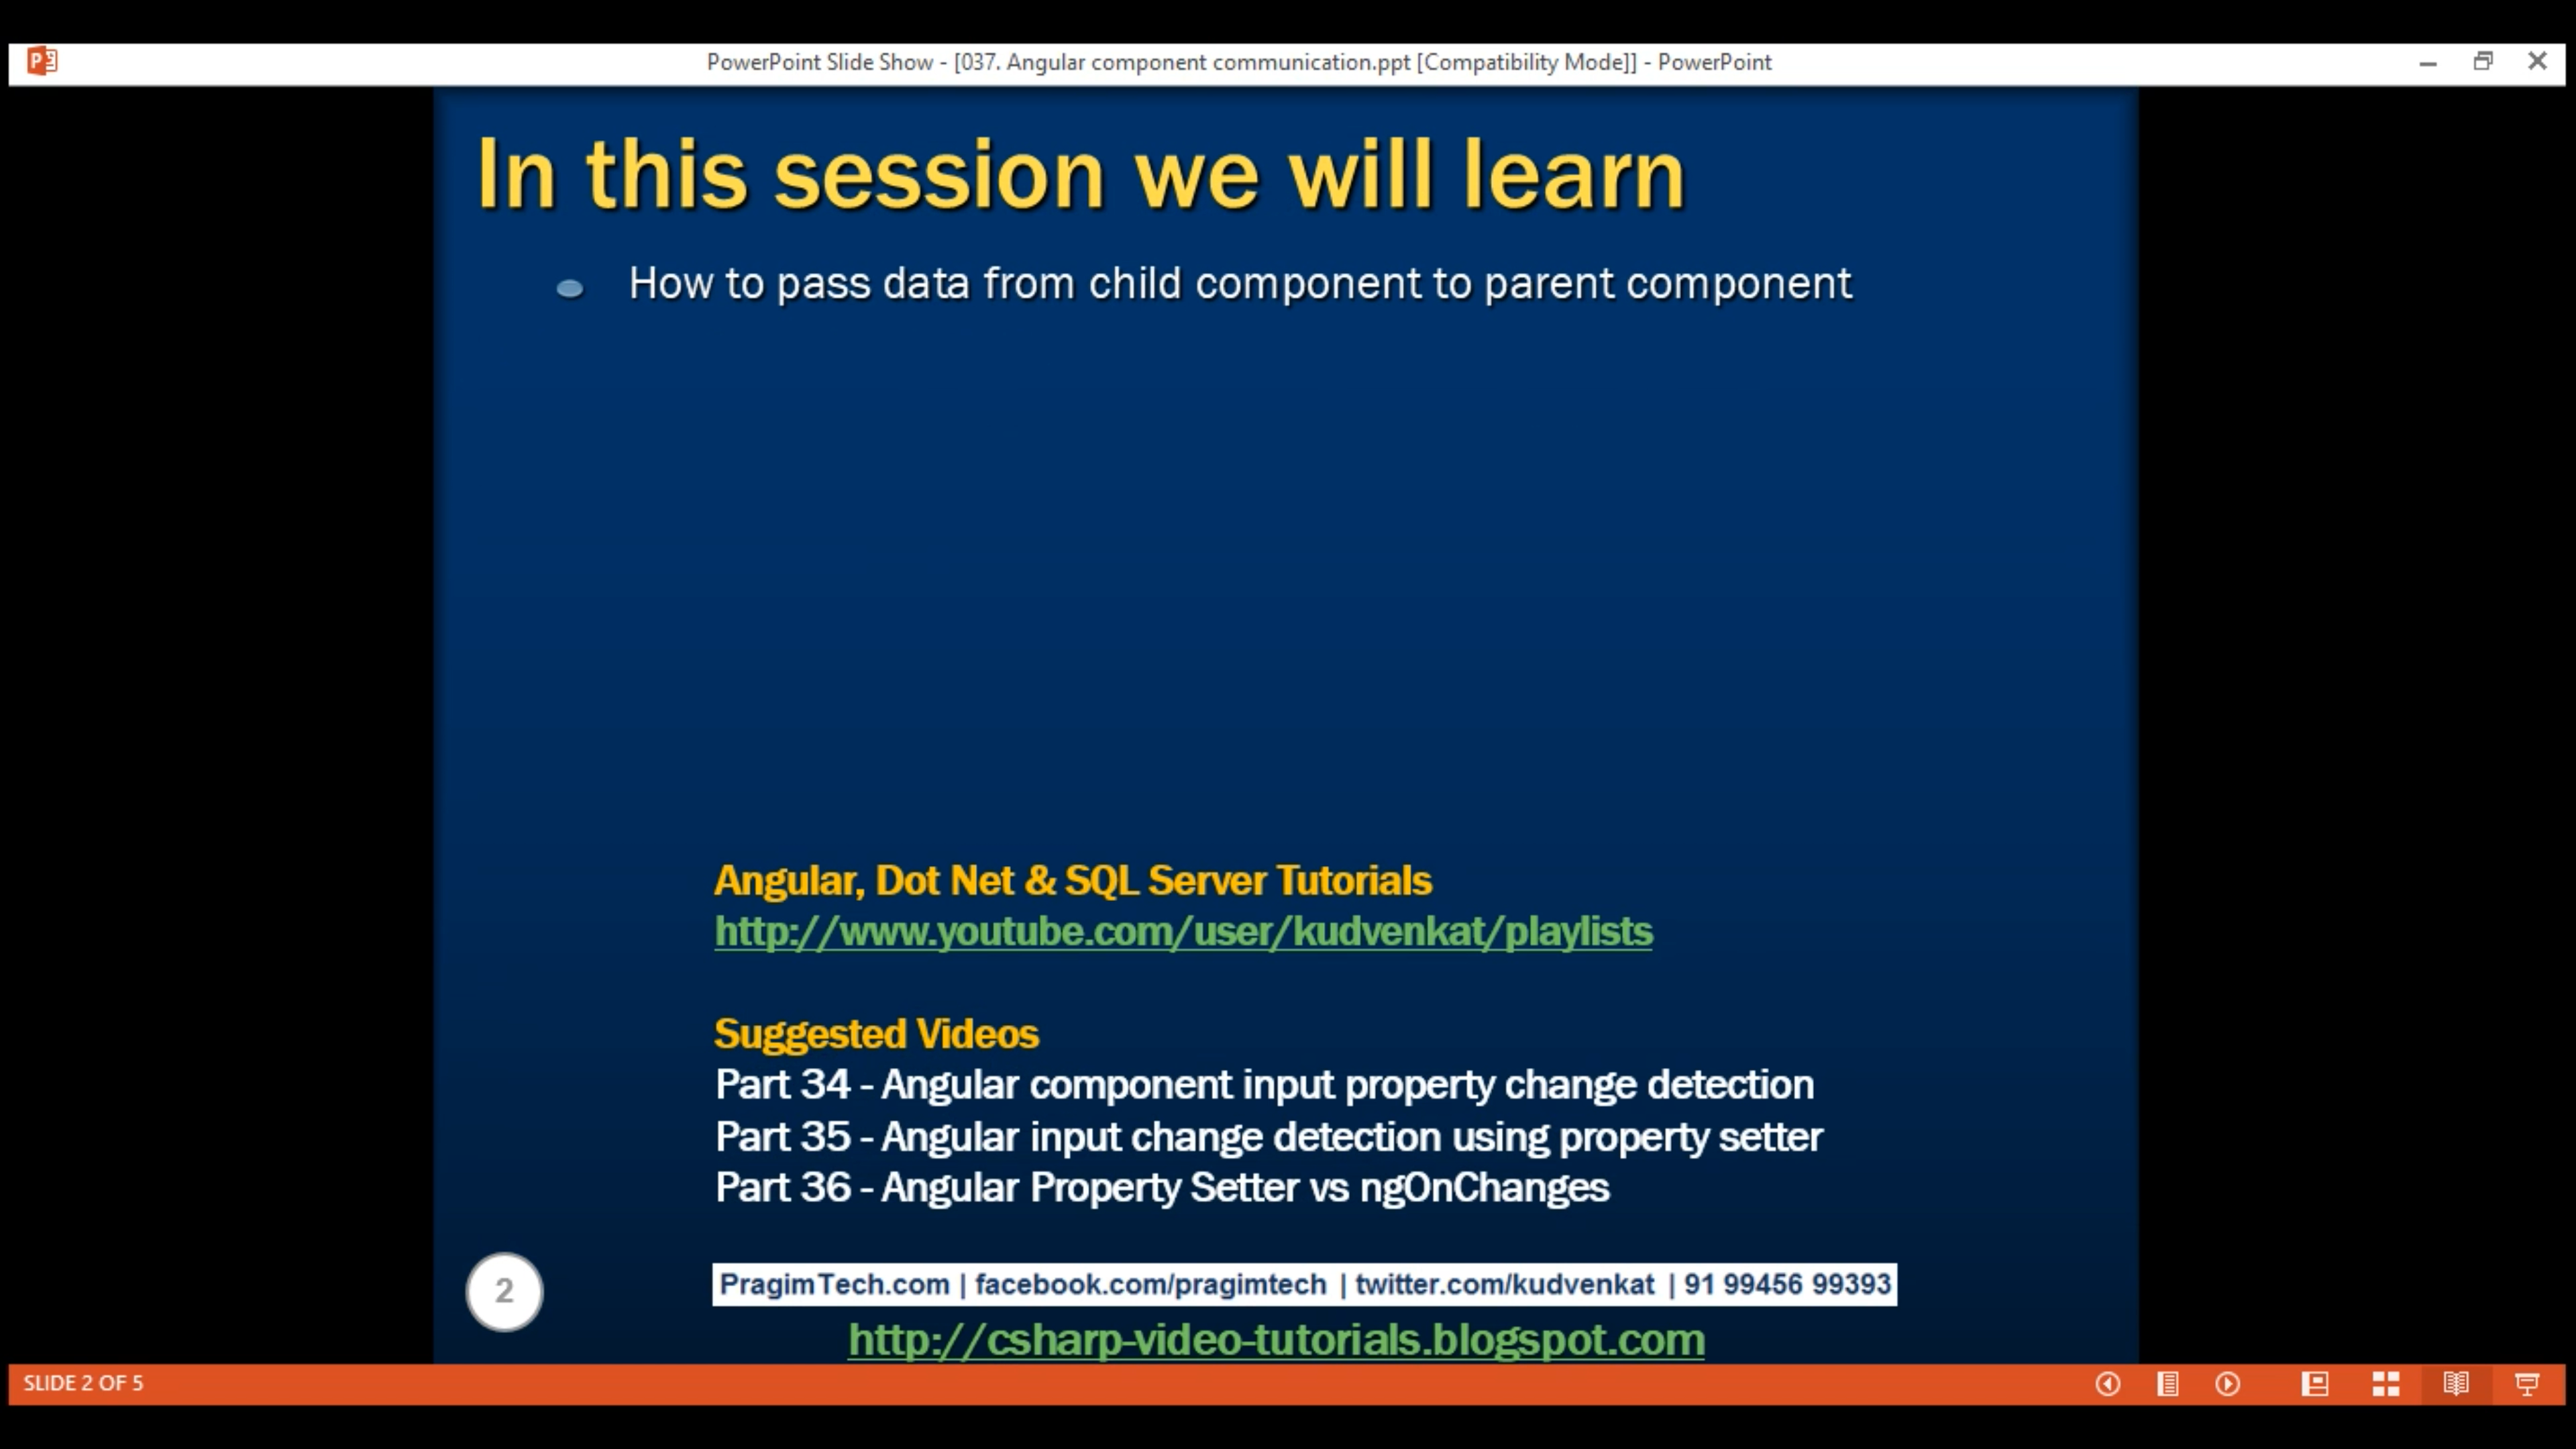 PowerPoint Slide Show - [037. Angular component communication.ppt [Compatibility Mode]] - PowerPoint
In this session we will learn
How to pass data from child component to parent component
Angular, Dot Net & SQL Server Tutorials
http://www.youtube.com/user/kudvenkat/playlists
Suggested Videos
Part 34 - Angular component input property change detection
Part 35 - Angular input change detection using property setter
Part 36 - Angular Property Setter vs ngOnChanges
2
PragimTech.com | facebook.com/pragimtech | twitter.com/kudvenkat | 91 99456 99393
http://csharp-video-tutorials.blogspot.com
SLIDE 2 OF 5